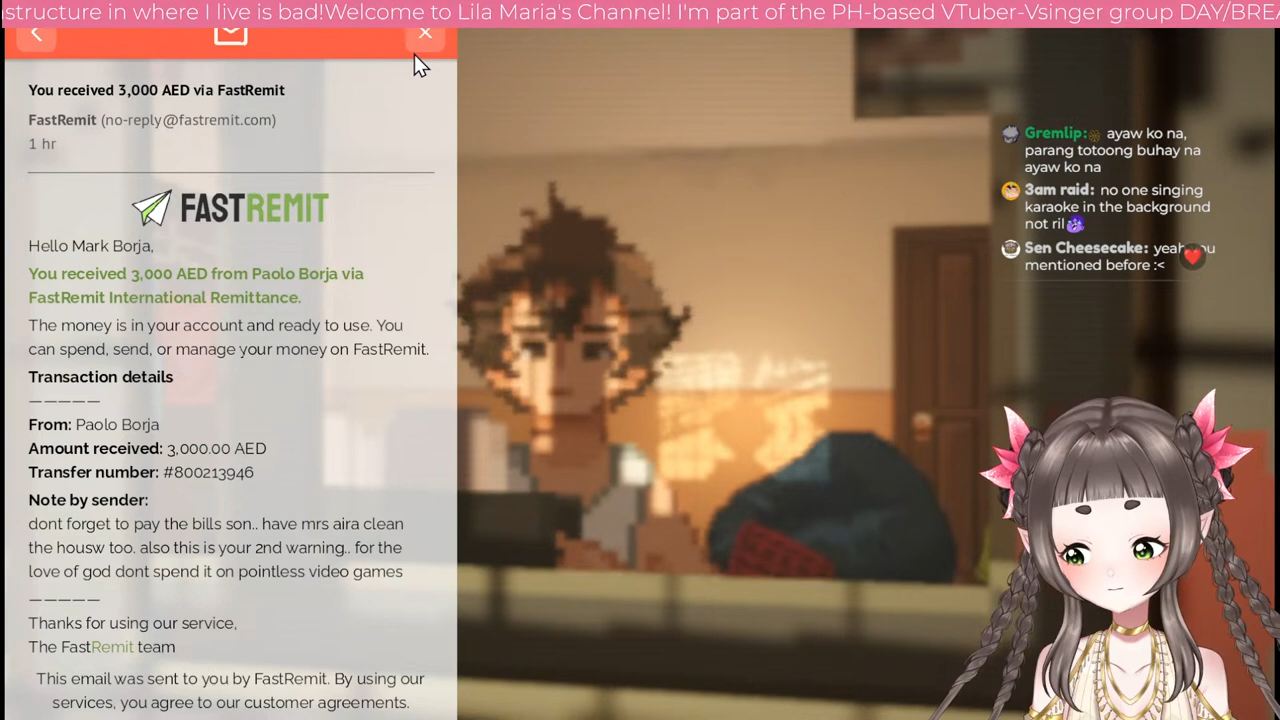 structure in where I live is bad!Welcome to Lila Maria's Channel! I'm part of the PH-based VTuber-Vsinger group DAY/BREA
You received 3,000 AED via FastRemit
FastRemit (no-reply@fastremit.com)
1 hr
FASTREMIT
Hello Mark Borja,
You received 3,000 AED from Paolo Borja via
FastRemit International Remittance.
The money is in your account and ready to use. You
can spend, send, or manage your money on FastRemit.
Transaction details
—————
From: Paolo Borja
Amount received: 3,000.00 AED
Transfer number: #800213946
Note by sender:
dont forget to pay the bills son.. have mrs aira clean
the housw too. also this is your 2nd warning.. for the
love of god dont spend it on pointless video games
—————
Thanks for using our service,
The FastRemit team
This email was sent to you by FastRemit. By using our
services, you agree to our customer agreements.
Gremlip: ayaw ko na,
parang totoong buhay na
ayaw ko na
3am raid: no one singing
karaoke in the background
not ril
Sen Cheesecake: yeah
mentioned before :<